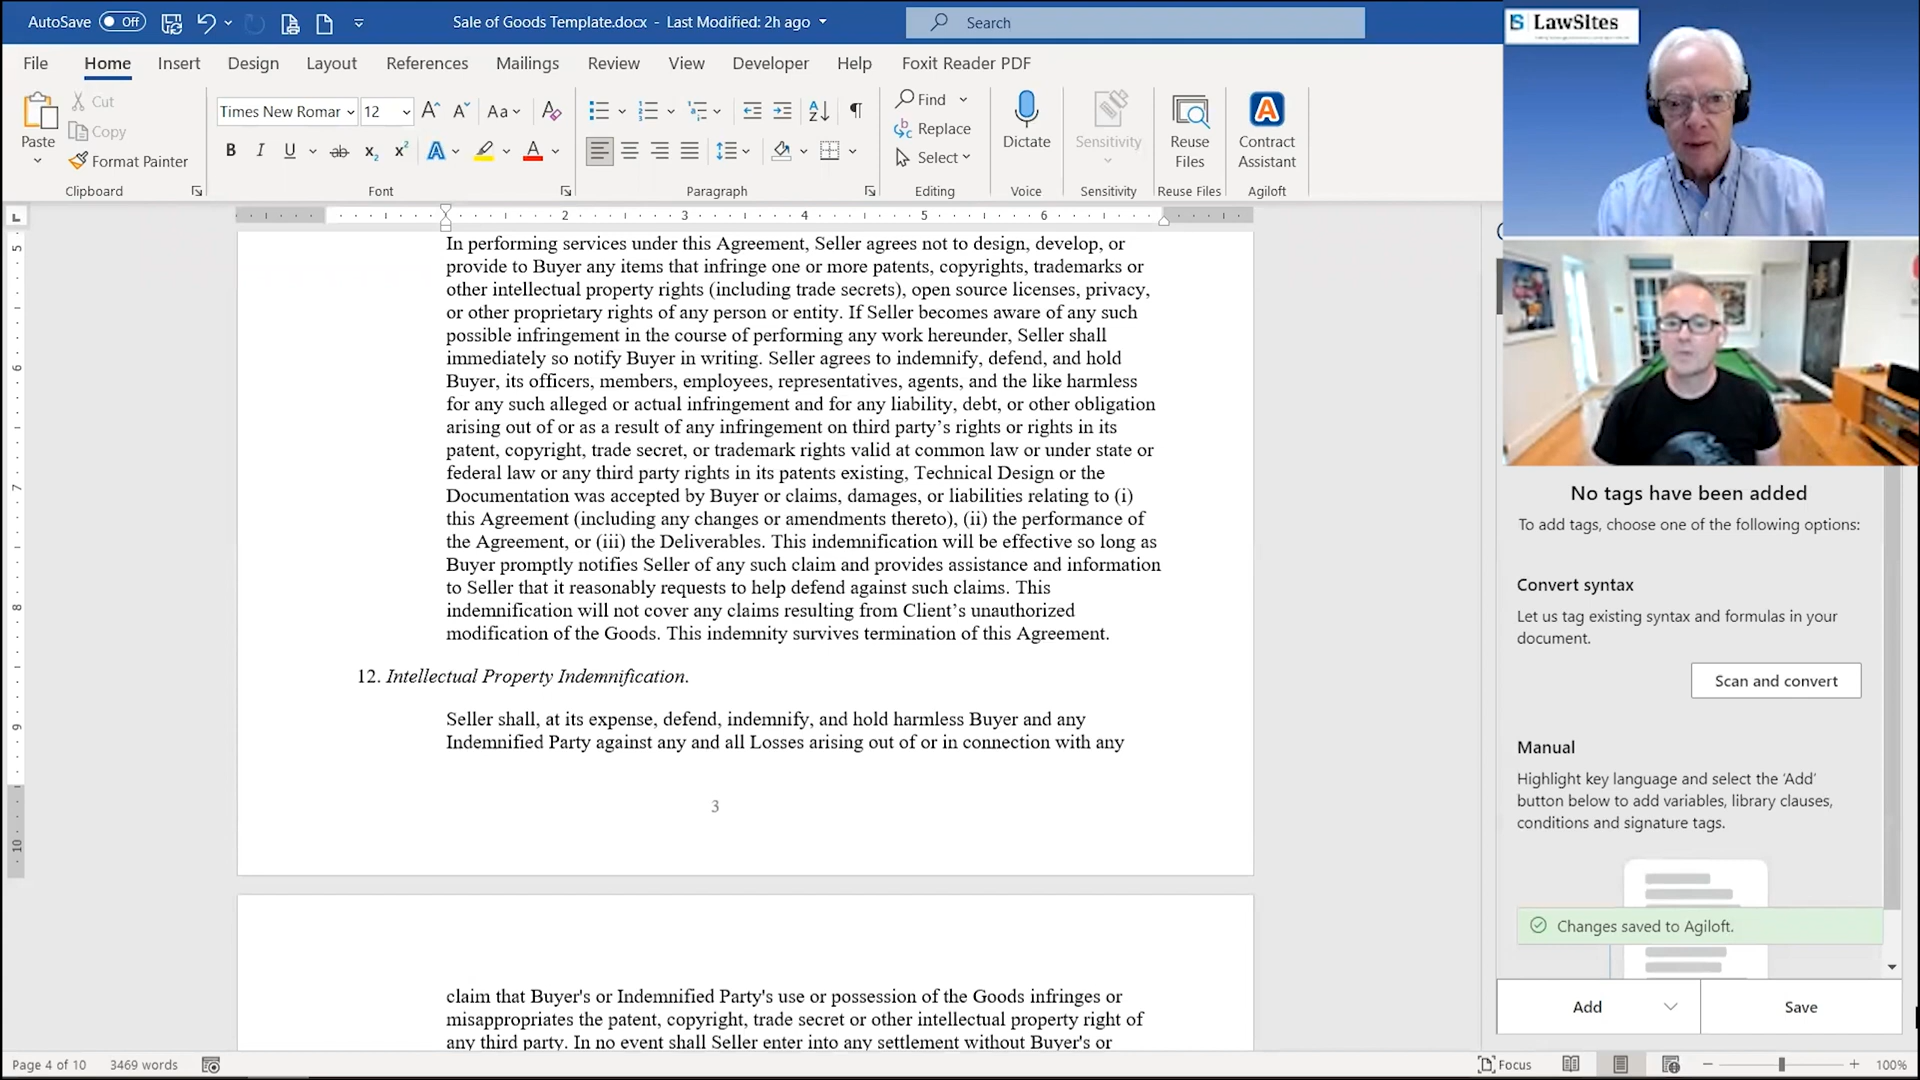 AutoSave Off
Sale of Goods Template.docx - Last Modified: 2h ago
Search
LawSites
File Home Insert Design Layout References Mailings Review View Developer Help Foxit Reader PDF
Paste
Cut
Copy
Format Painter
Clipboard
Times New Romar 12
Font
Paragraph
Find
Replace
Select
Editing
Dictate
Voice
Sensitivity
Sensitivity
Reuse
Files
Reuse Files
Contract
Assistant
Agiloft
2 3 4 5 6
5
6
7
8
9
10
In performing services under this Agreement, Seller agrees not to design, develop, or
provide to Buyer any items that infringe one or more patents, copyrights, trademarks or
other intellectual property rights (including trade secrets), open source licenses, privacy,
or other proprietary rights of any person or entity. If Seller becomes aware of any such
possible infringement in the course of performing any work hereunder, Seller shall
immediately so notify Buyer in writing. Seller agrees to indemnify, defend, and hold
Buyer, its officers, members, employees, representatives, agents, and the like harmless
for any such alleged or actual infringement and for any liability, debt, or other obligation
arising out of or as a result of any infringement on third party’s rights or rights in its
patent, copyright, trade secret, or trademark rights valid at common law or under state or
federal law or any third party rights in its patents existing, Technical Design or the
Documentation was accepted by Buyer or claims, damages, or liabilities relating to (i)
this Agreement (including any changes or amendments thereto), (ii) the performance of
the Agreement, or (iii) the Deliverables. This indemnification will be effective so long as
Buyer promptly notifies Seller of any such claim and provides assistance and information
to Seller that it reasonably requests to help defend against such claims. This
indemnification will not cover any claims resulting from Client’s unauthorized
modification of the Goods. This indemnity survives termination of this Agreement.
12. Intellectual Property Indemnification.
Seller shall, at its expense, defend, indemnify, and hold harmless Buyer and any
Indemnified Party against any and all Losses arising out of or in connection with any
3
claim that Buyer's or Indemnified Party's use or possession of the Goods infringes or
misappropriates the patent, copyright, trade secret or other intellectual property right of
any third party. In no event shall Seller enter into any settlement without Buyer's or
No tags have been added
To add tags, choose one of the following options:
Convert syntax
Let us tag existing syntax and formulas in your
document.
Scan and convert
Manual
Highlight key language and select the ‘Add’
button below to add variables, library clauses,
conditions and signature tags.
Changes saved to Agiloft.
Add
Save
Page 4 of 10 3469 words
Focus
100%